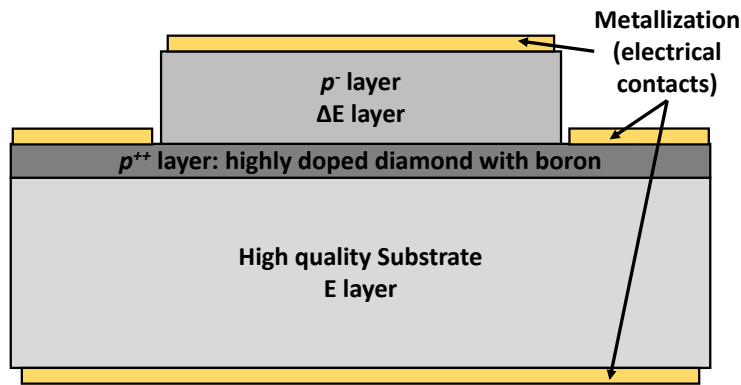 Metallization
(electrical
contacts)
p- layer
ΔE layer
p++ layer: highly doped diamond with boron
High quality Substrate
E layer